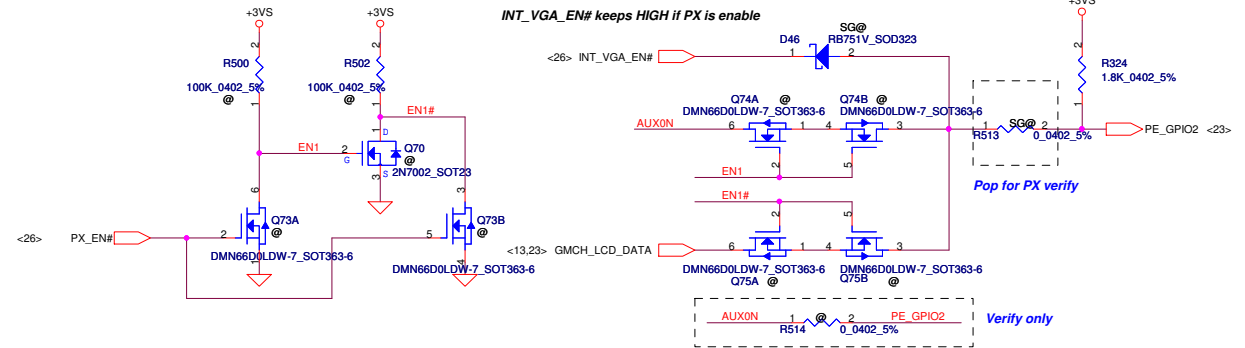 INT_VGA_EN# keeps HIGH if PX is enable
+3VS
2
R500
100K_0402_5%
@
1
+3VS
2
R502
100K_0402_5%
@
1
EN1#
EN1
2
G
1
D
Q70
@
3
S
2N7002_SOT23
6
2
Q73A
@
1
DMN66D0LDW-7_SOT363-6
<26>
PX_EN#
3
5
Q73B
@
4
DMN66D0LDW-7_SOT363-6
SG@
D46
RB751V_SOD323
<26> INT_VGA_EN#
1
2
Q74A
@
DMN66D0LDW-7_SOT363-6
Q74B
@
DMN66D0LDW-7_SOT363-6
AUX0N
6
1
4
3
2
5
EN1
EN1#
2
5
<13,23> GMCH_LCD_DATA
6
1
4
3
DMN66D0LDW-7_SOT363-6
Q75A
@
DMN66D0LDW-7_SOT363-6
Q75B
@
+3VS
2
R324
1.8K_0402_5%
1
1
SG@
2
R513
0_0402_5%
PE_GPIO2 <23>
Pop for PX verify
AUX0N
1
@
2
PE_GPIO2
R514
0_0402_5%
Verify only